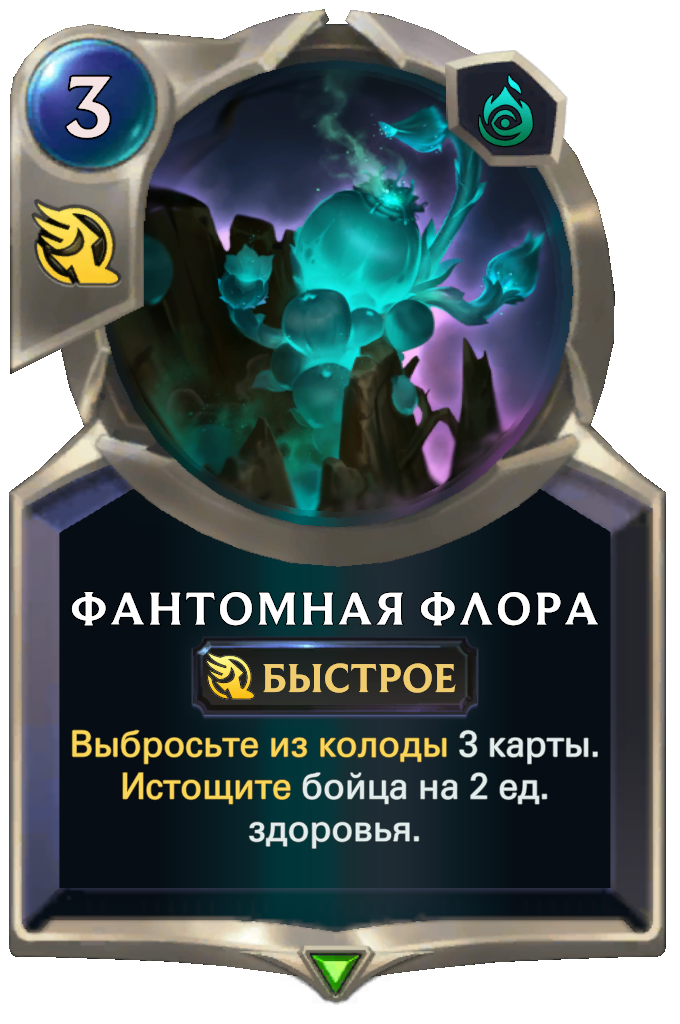 3
ФАНТОМНАЯ ФЛОРА
БЫСТРОЕ
Выбросьте из колоды 3 карты.
Истощите бойца на 2 ед.
здоровья.